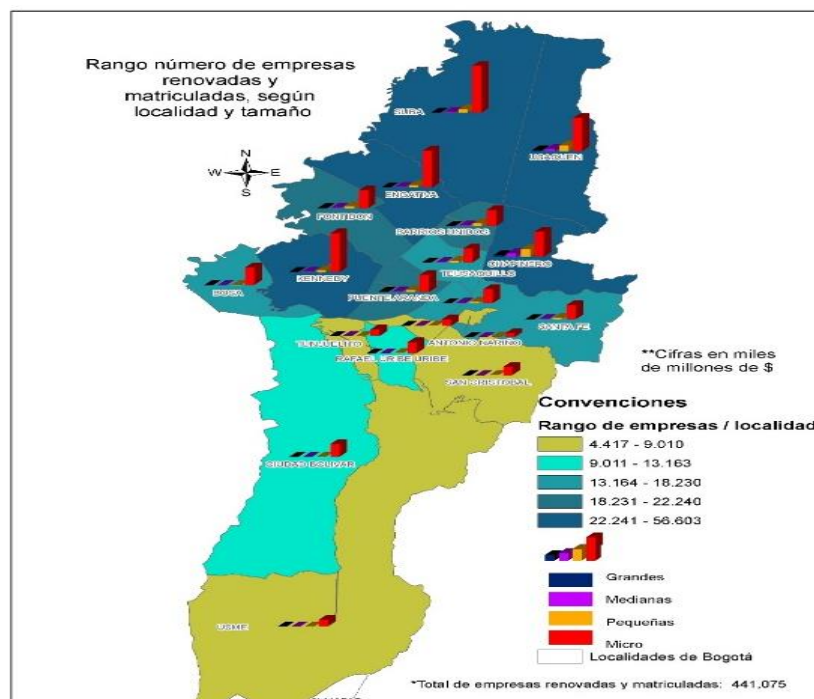 Rango número de empresas
renovadas y
matriculadas, según
localidad y tamaño
N
W E
S
SUBA
USAQUEN
ENGATIVA
FONTIBON
BARRIOS UNIDOS
CHAPINERO
TEUSAQUILLO
KENNEDY
BOSA
PUENTE ARANDA
SANTA FE
TUNJUELITO
ANTONIO NARIÑO
RAFAEL URIBE URIBE
SAN CRISTOBAL
CIUDAD BOLIVAR
USME
**Cifras en miles
de millones de $
Convenciones
Rango de empresas / localidad
4.417 - 9.010
9.011 - 13.163
13.164 - 18.230
18.231 - 22.240
22.241 - 56.603
Grandes
Medianas
Pequeñas
Micro
Localidades de Bogotá
*Total de empresas renovadas y matriculadas: 441,075